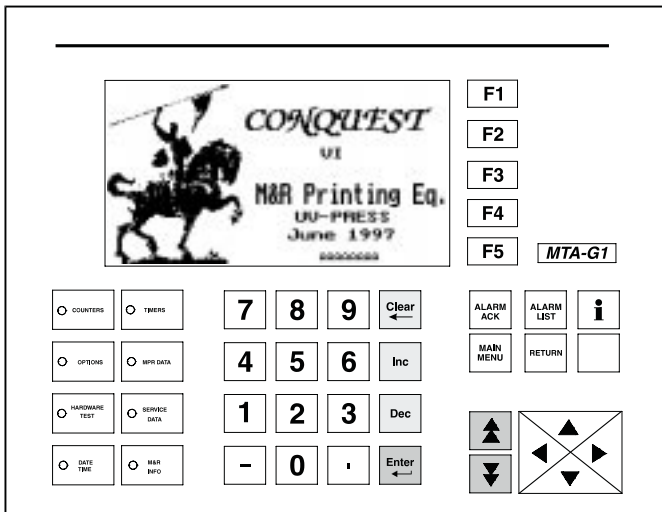 CONQUEST
VI
M&R Printing Eq.
UV-PRESS
June 1997
F1
F2
F3
F4
F5
MTA-G1
COUNTERS
TIMERS
OPTIONS
MPR DATA
HARDWARE
TEST
SERVICE
DATA
DATE
TIME
M&R
INFO
7 8 9 Clear
4 5 6 Inc
1 2 3 Dec
- 0 . Enter
ALARM
ACK
ALARM
LIST
i
MAIN
MENU
RETURN